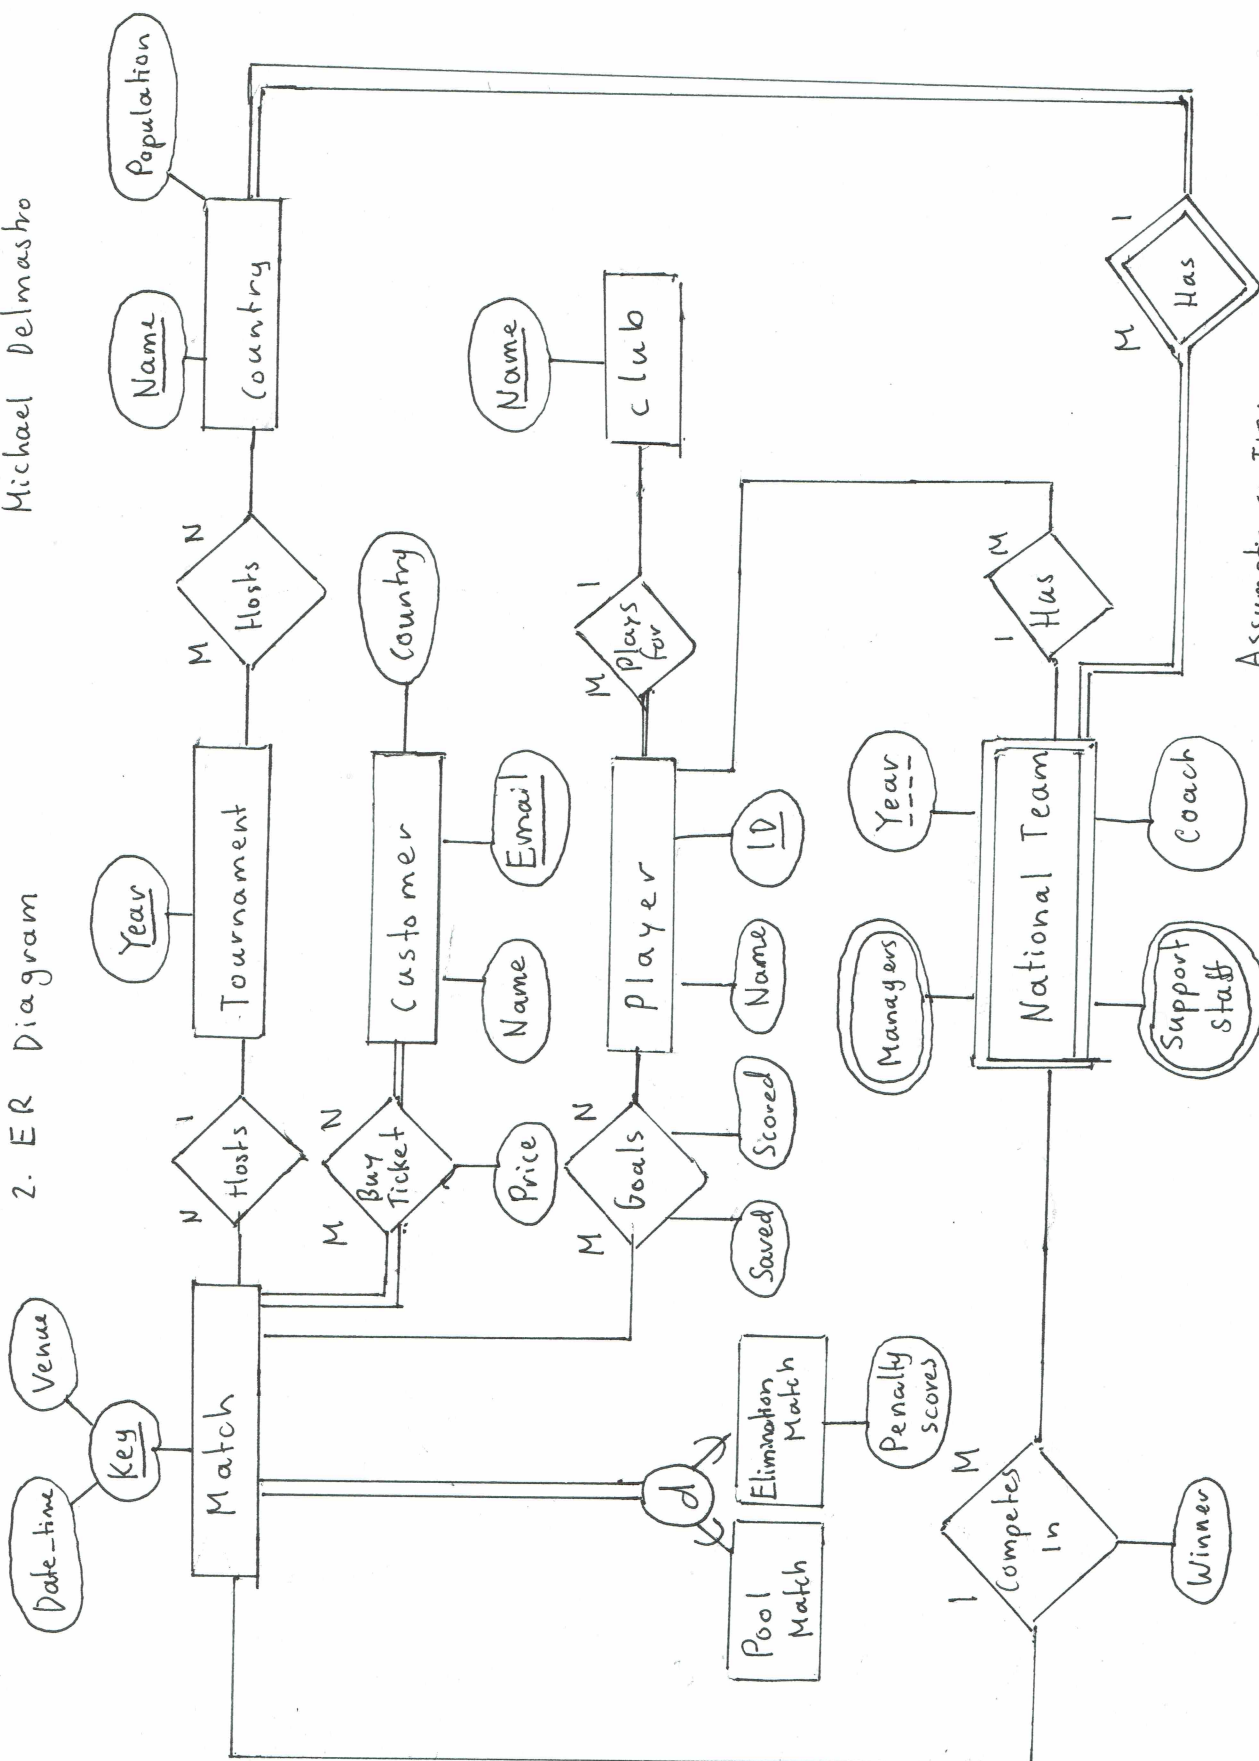 Michael Delmastro
2. ER Diagram
Date_time
Venue
Key
Year
Name
Population
Match
N
Hosts
1
Tournament
M
Hosts
N
Country
M
Buy
Ticket
N
Price
Customer
Name
Email
Country
M
Goals
N
Saved
Scored
Player
Name
ID
M
Plays
for
1
Club
Name
d
Pool
Match
Elimination
Match
Penalty
scores
1
Competes
In
M
Winner
Managers
Year
National Team
Support
staff
Coach
1
Has
M
M
Has
1